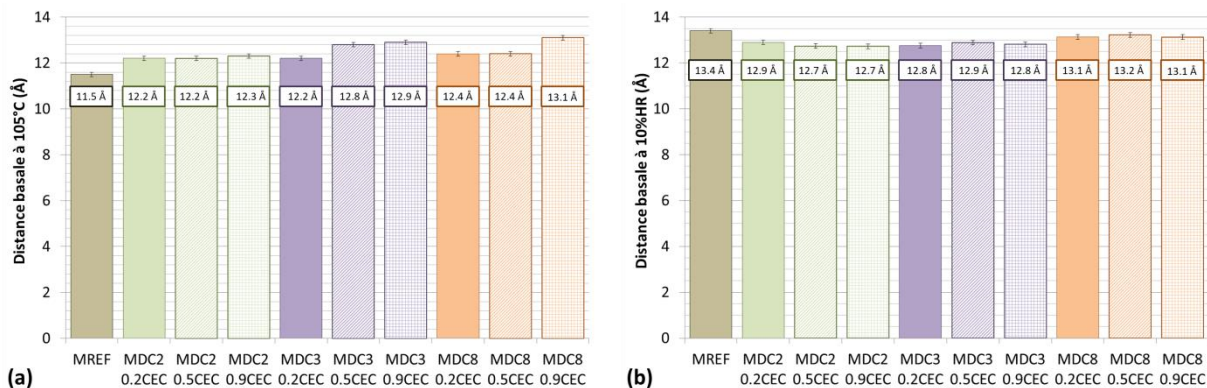 Distance basale à 105°C (Å)
14
12
10
8
6
4
2
0
11.5 Å 12.2 Å 12.2 Å 12.3 Å 12.2 Å 12.8 Å 12.9 Å 12.4 Å 12.4 Å 13.1 Å
MREF MDC2 MDC2 MDC2 MDC3 MDC3 MDC3 MDC8 MDC8 MDC8
0.2CEC 0.5CEC 0.9CEC 0.2CEC 0.5CEC 0.9CEC 0.2CEC 0.5CEC 0.9CEC
(a)
Distance basale à 10%HR (Å)
14
12
10
8
6
4
2
0
13.4 Å 12.9 Å 12.7 Å 12.7 Å 12.8 Å 12.9 Å 12.8 Å 13.1 Å 13.2 Å 13.1 Å
MREF MDC2 MDC2 MDC2 MDC3 MDC3 MDC3 MDC8 MDC8 MDC8
0.2CEC 0.5CEC 0.9CEC 0.2CEC 0.5CEC 0.9CEC 0.2CEC 0.5CEC 0.9CEC
(b)